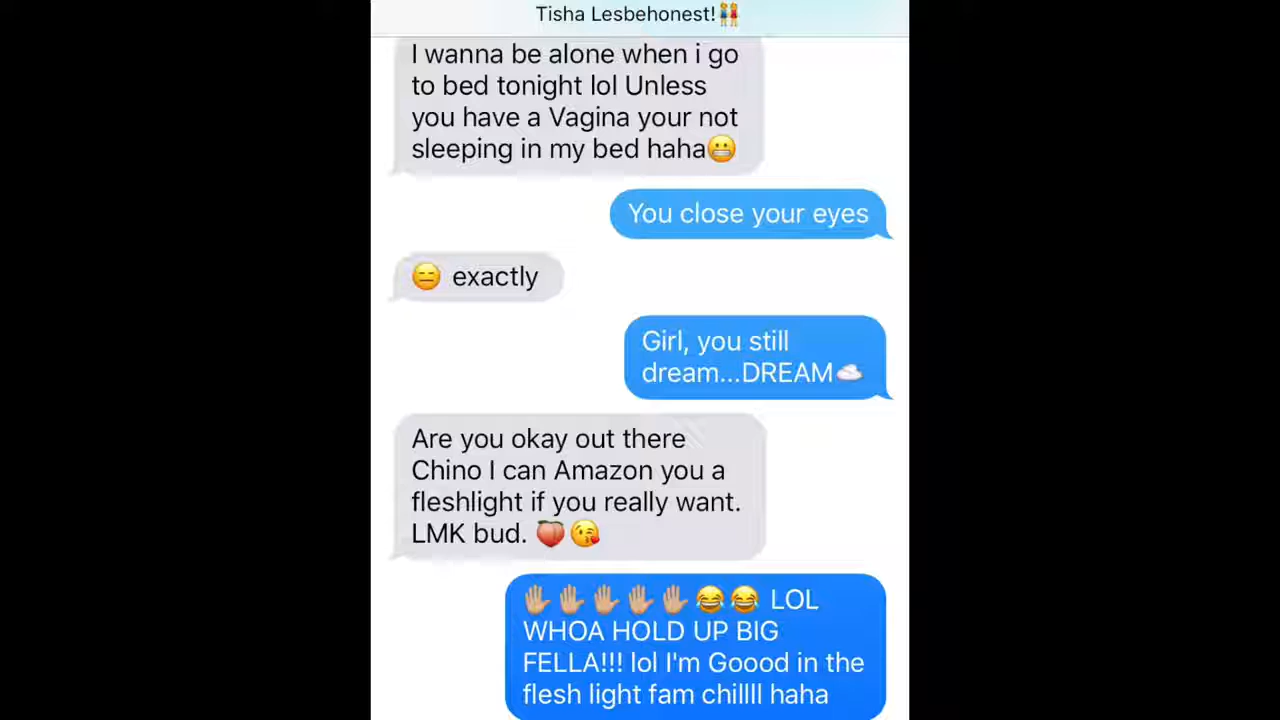 Tisha Lesbehonest!👭
I wanna be alone when i go
to bed tonight lol Unless
you have a Vagina your not
sleeping in my bed haha😬
You close your eyes
😑 exactly
Girl, you still
dream...DREAM☁️
Are you okay out there
Chino I can Amazon you a
fleshlight if you really want.
LMK bud. 🍑😘
✋🏼✋🏼✋🏼✋🏼✋🏼😂😂 LOL
WHOA HOLD UP BIG
FELLA!!! lol I'm Goood in the
flesh light fam chillll haha